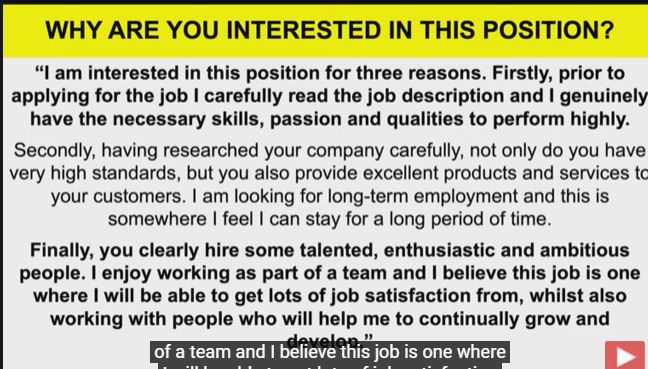 WHY ARE YOU INTERESTED IN THIS POSITION?
“I am interested in this position for three reasons. Firstly, prior to
applying for the job I carefully read the job description and I genuinely
have the necessary skills, passion and qualities to perform highly.
Secondly, having researched your company carefully, not only do you have
very high standards, but you also provide excellent products and services to
your customers. I am looking for long-term employment and this is
somewhere I feel I can stay for a long period of time.
Finally, you clearly hire some talented, enthusiastic and ambitious
people. I enjoy working as part of a team and I believe this job is one
where I will be able to get lots of job satisfaction from, whilst also
working with people who will help me to continually grow and
develop.”
of a team and I believe this job is one where